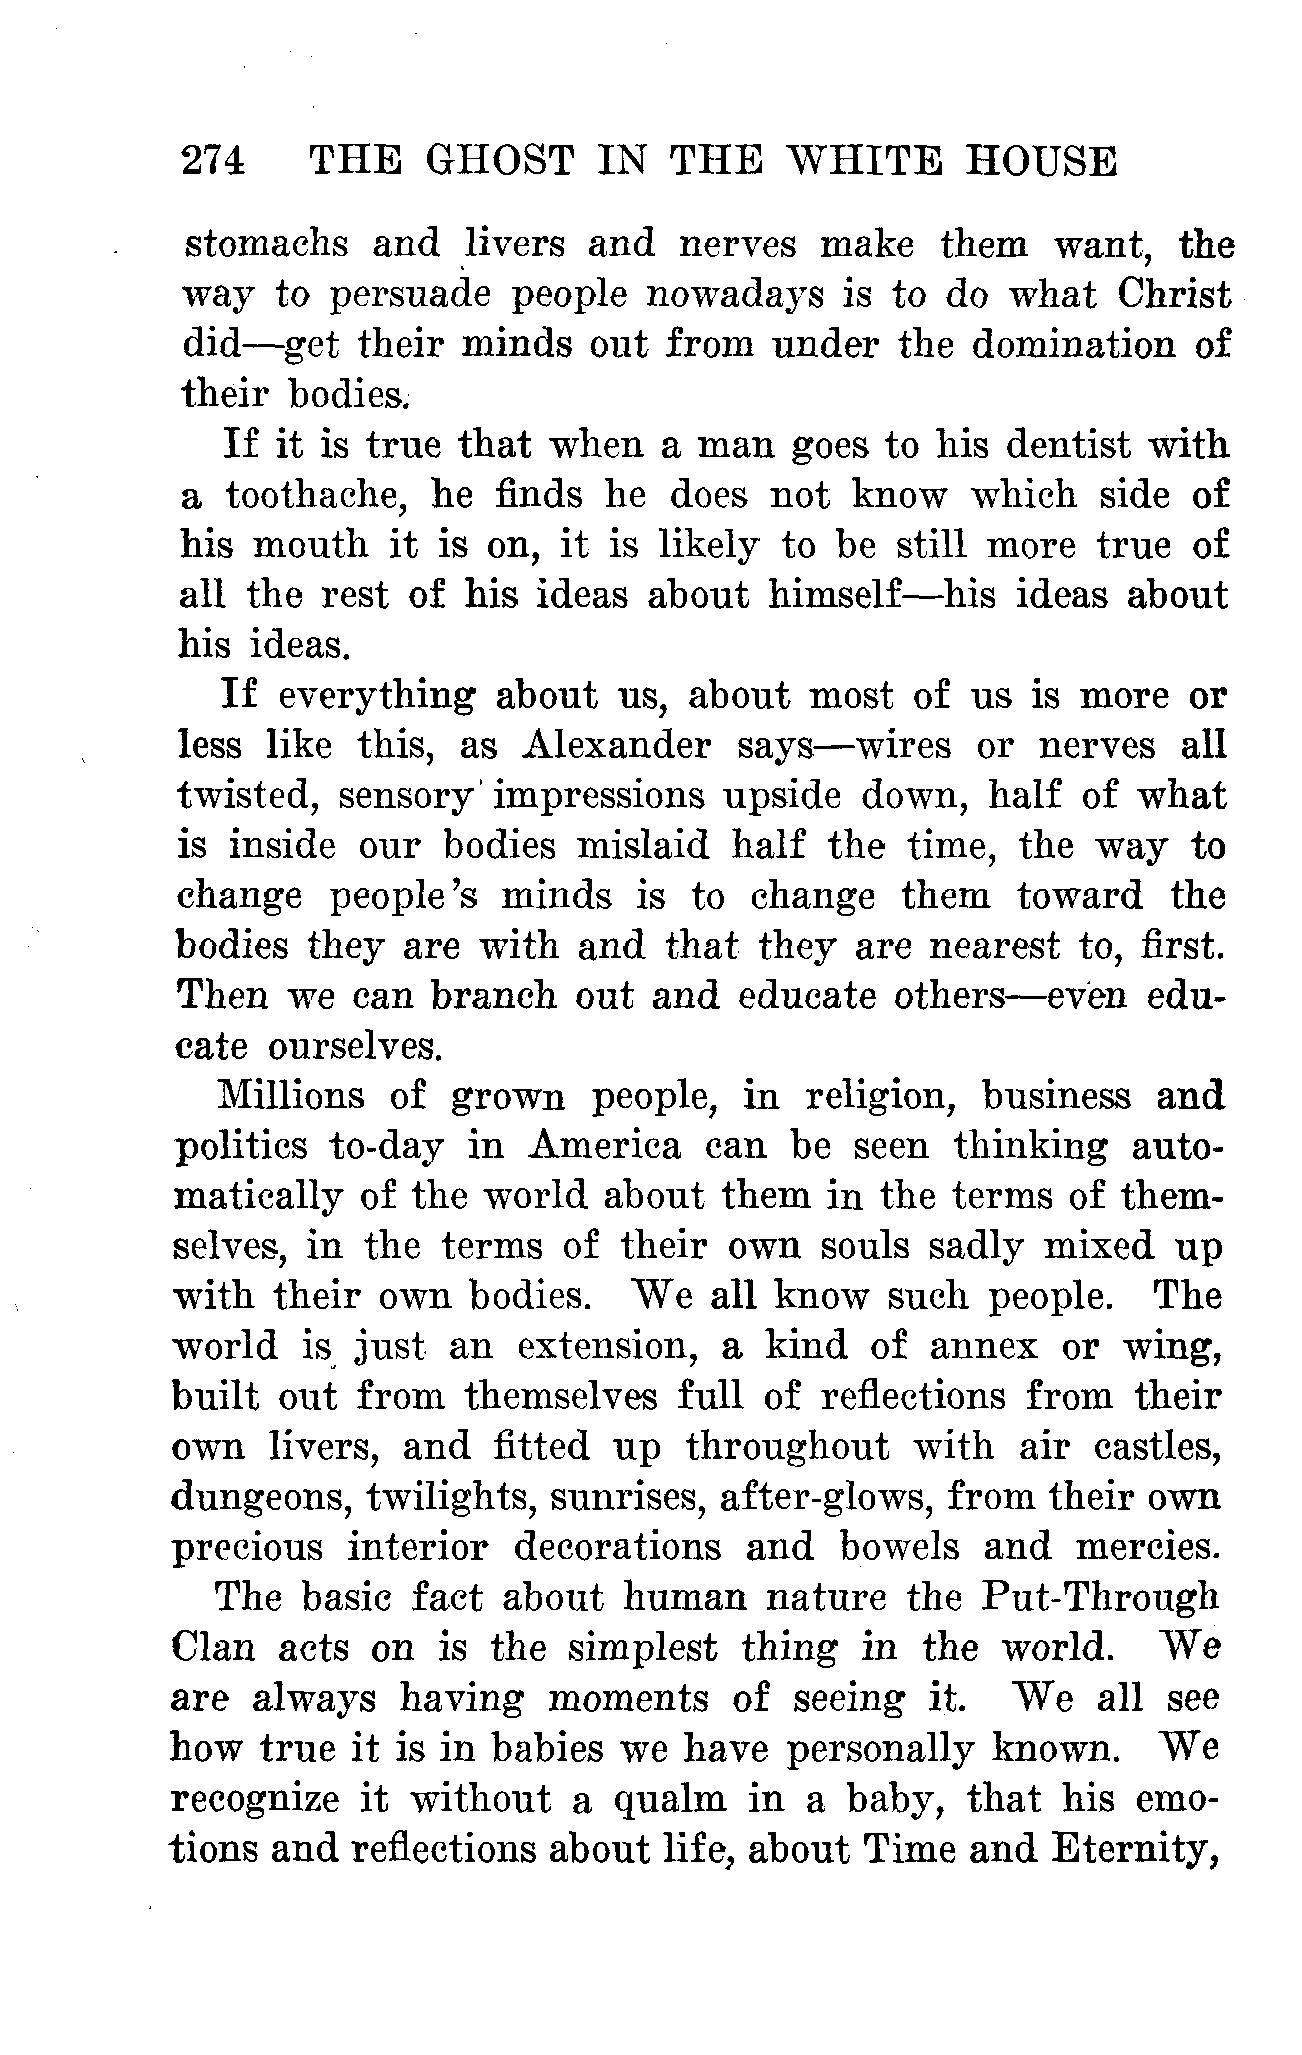 274 THE GHOST IN THE WHITE HOUSE
stomachs and livers and nerves make them want, the
way to persuade people nowadays is to do what Christ
did—get their minds out from under the domination of
their bodies.
If it is true that when a man goes to his dentist with
a toothache, he finds he does not know which side of
his mouth it is on, it is likely to be still more true of
all the rest of his ideas about himself—his ideas about
his ideas.
If everything about us, about most of us is more or
less like this, as Alexander says—wires or nerves all
twisted, sensory impressions upside down, half of what
is inside our bodies mislaid half the time, the way to
change people's minds is to change them toward the
bodies they are with and that they are nearest to, first.
Then we can branch out and educate others—even edu-
cate ourselves.
Millions of grown people, in religion, business and
politics to-day in America can be seen thinking auto-
matically of the world about them in the terms of them-
selves, in the terms of their own souls sadly mixed up
with their own bodies. We all know such people. The
world is just an extension, a kind of annex or wing,
built out from themselves full of reflections from their
own livers, and fitted up throughout with air castles,
dungeons, twilights, sunrises, after-glows, from their own
precious interior decorations and bowels and mercies.
The basic fact about human nature the Put-Through
Clan acts on is the simplest thing in the world. We
are always having moments of seeing it. We all see
how true it is in babies we have personally known. We
recognize it without a qualm in a baby, that his emo-
tions and reflections about life, about Time and Eternity,